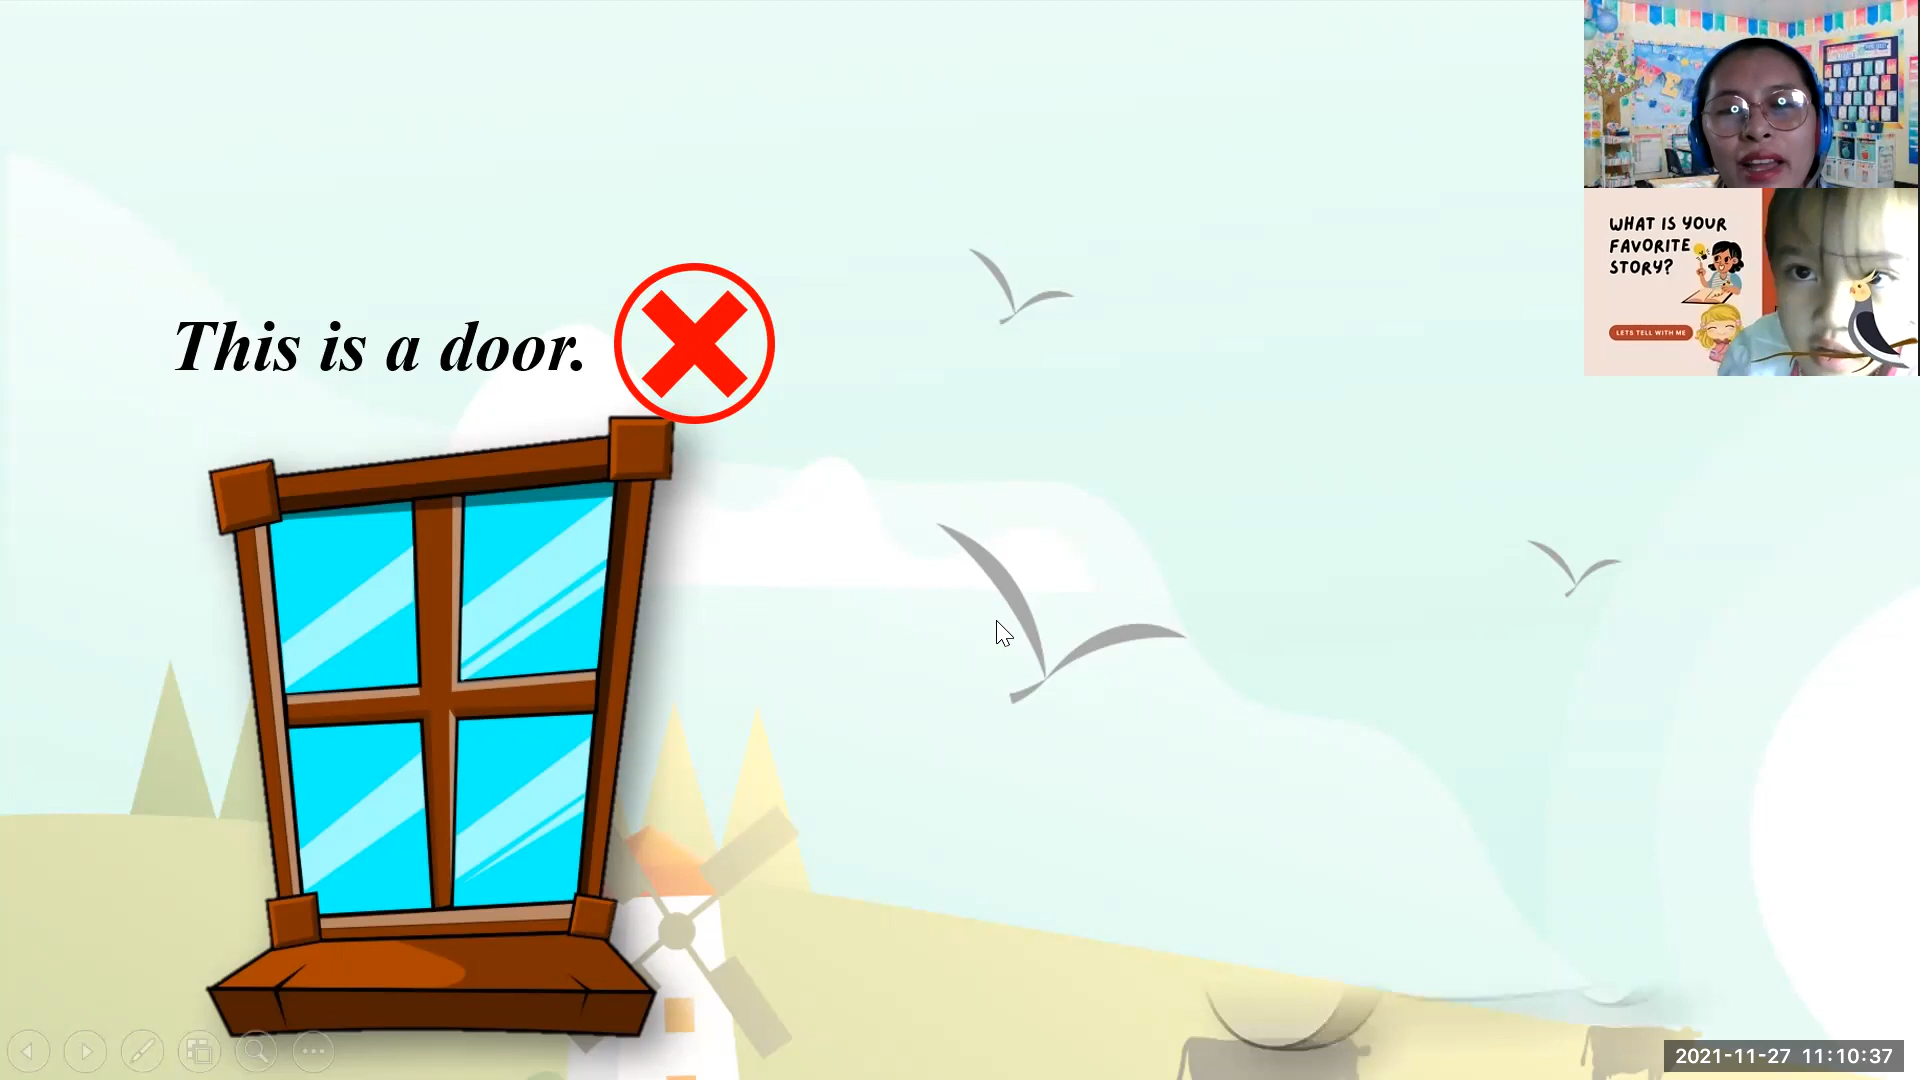 This is a door.
WHAT IS YOUR
FAVORITE
STORY?
LETS TELL WITH ME
2021-11-27 11:10:37